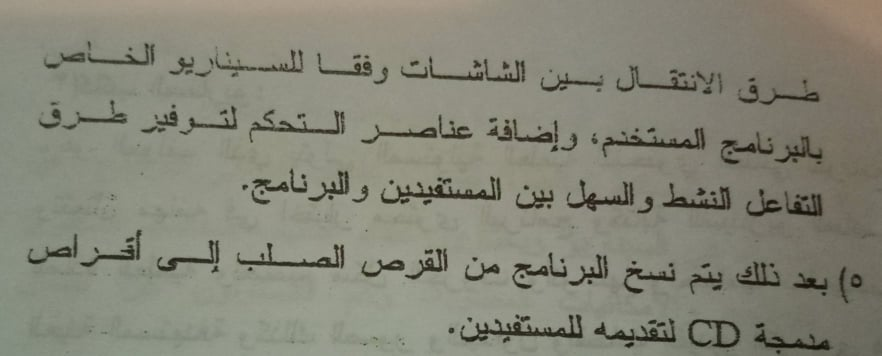 طرق الانتقال بين الشاشات وفقا للسيناريو الخاص
بالبرنامج المستخدم، وإضافة عناصر التحكم لتوفير طرق
التفاعل النشط والسهل بين المستفيدين والبرنامج.
٥) بعد ذلك يتم نسخ البرنامج من القرص الصلب إلى أقراص
مدمجة CD لتقديمه للمستفيدين.